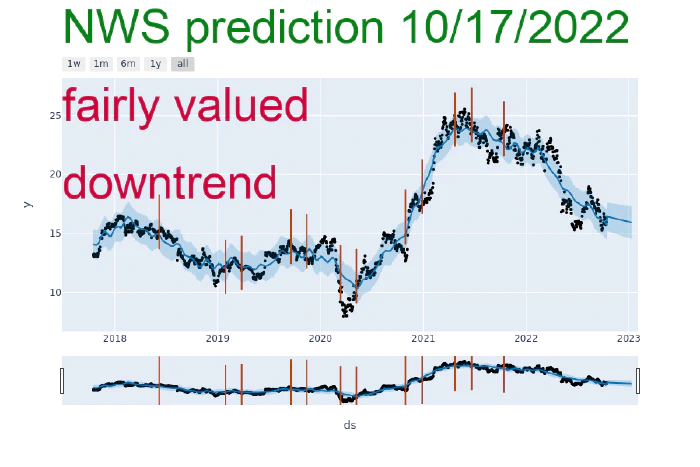 NWS prediction 10/17/2022
1w 1m 6m 1y all
fairly valued
25
20
downtrend
y
15
10
2018 2019 2020 2021 2022 2023
ds